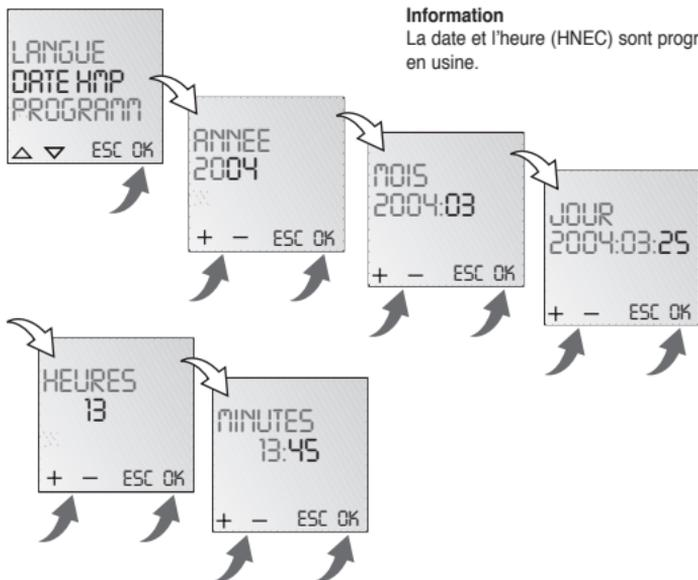 Information
La date et l'heure (HNEC) sont
en usine.
LANGUE
DATE HMP
PROGRAMM
ESC OK
ANNEE
2004
+ − ESC OK
MOIS
2004:03
+ − ESC OK
JOUR
2004:03:25
+ − ESC OK
HEURES
13
+ − ESC OK
MINUTES
13:45
+ − ESC OK